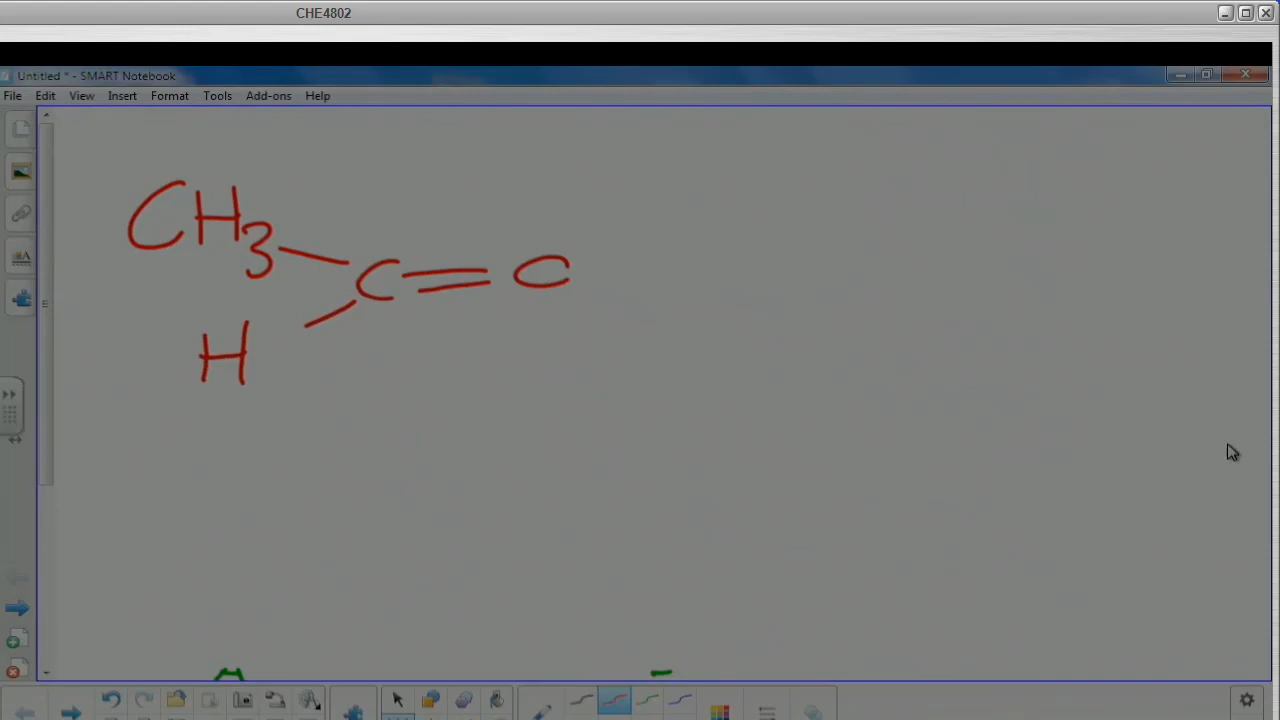 CHE4802
Untitled * - SMART Notebook
File Edit View Insert Format Tools Add-ons Help
CH3
C=C
H